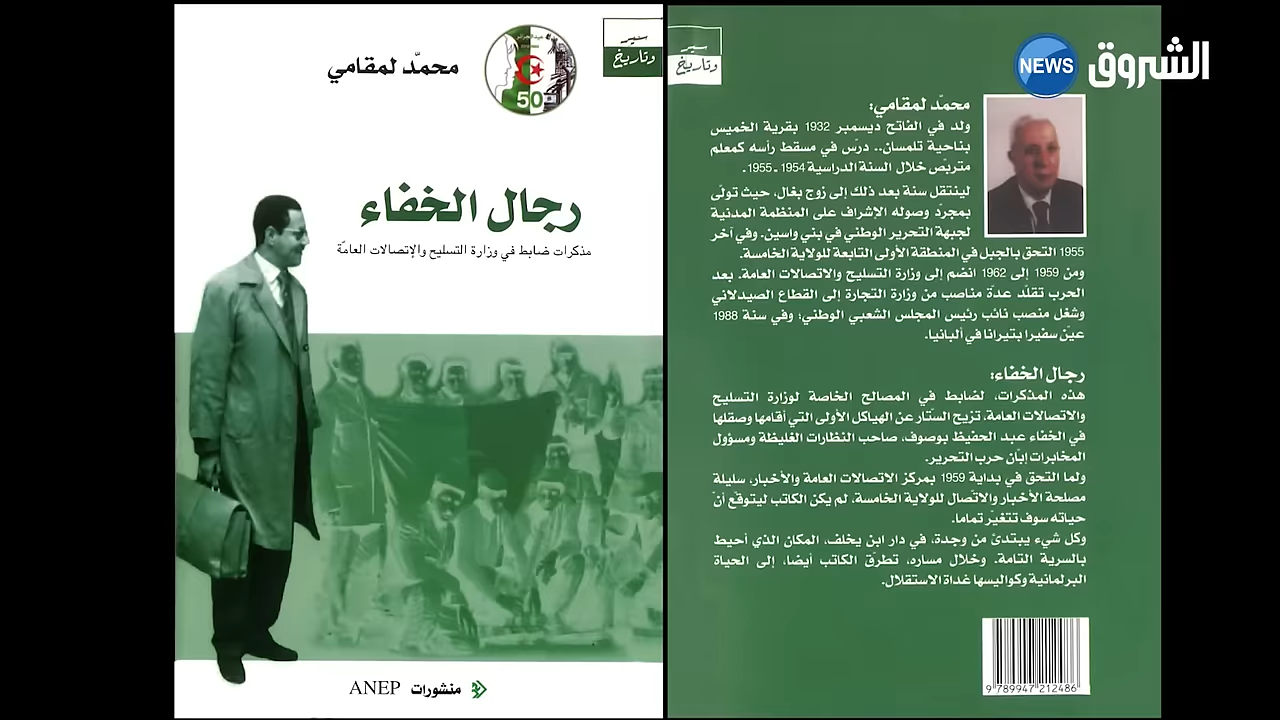 سير
وتاريخ
محمّد لمقامي
50
رجال الخفاء
مذكرات ضابط في وزارة التسليح والإتصالات العامّة
منشورات ANEP
سير
وتاريخ
NEWS الشروق
محمّد لمقامي:
ولد في الفاتح ديسمبر 1932 بقرية الخميس
بناحية تلمسان.. درّس في مسقط رأسه كمعلم
متربّص خلال السنة الدراسية 1954 ـ 1955 .
لينتقل سنة بعد ذلك إلى زوج بغال، حيث تولّى
بمجرّد وصوله الإشراف على المنظمة المدنية
لجبهة التحرير الوطني في بني واسين. وفي آخر
1955 التحق بالجبل في المنطقة الأولى التابعة للولاية الخامسة.
ومن 1959 إلى 1962 انضم إلى وزارة التسليح والاتصالات العامة. بعد
الحرب تقلّد عدّة مناصب من وزارة التجارة إلى القطاع الصيدلاني
وشغل منصب نائب رئيس المجلس الشعبي الوطني؛ وفي سنة 1988
عيّن سفيرا بتيرانا في ألبانيا.
رجال الخفاء:
هذه المذكرات، لضابط في المصالح الخاصة لوزارة التسليح
والاتصالات العامة، تزيح الستار عن الهياكل الأولى التي أقامها وصقلها
في الخفاء عبد الحفيظ بوصوف، صاحب النظارات الغليظة ومسؤول
المخابرات إبّان حرب التحرير.
ولما التحق في بداية 1959 بمركز الاتصالات العامة والأخبار، سليلة
مصلحة الأخبار والاتّصال للولاية الخامسة، لم يكن الكاتب ليتوقّع أنّ
حياته سوف تتغيّر تماما.
وكل شيء يبتدئ من وجدة، في دار ابن يخلف، المكان الذي أحيط
بالسرية التامة. وخلال مساره، تطرّق الكاتب أيضا، إلى الحياة
البرلمانية وكواليسها غداة الاستقلال.
9 789947 212486